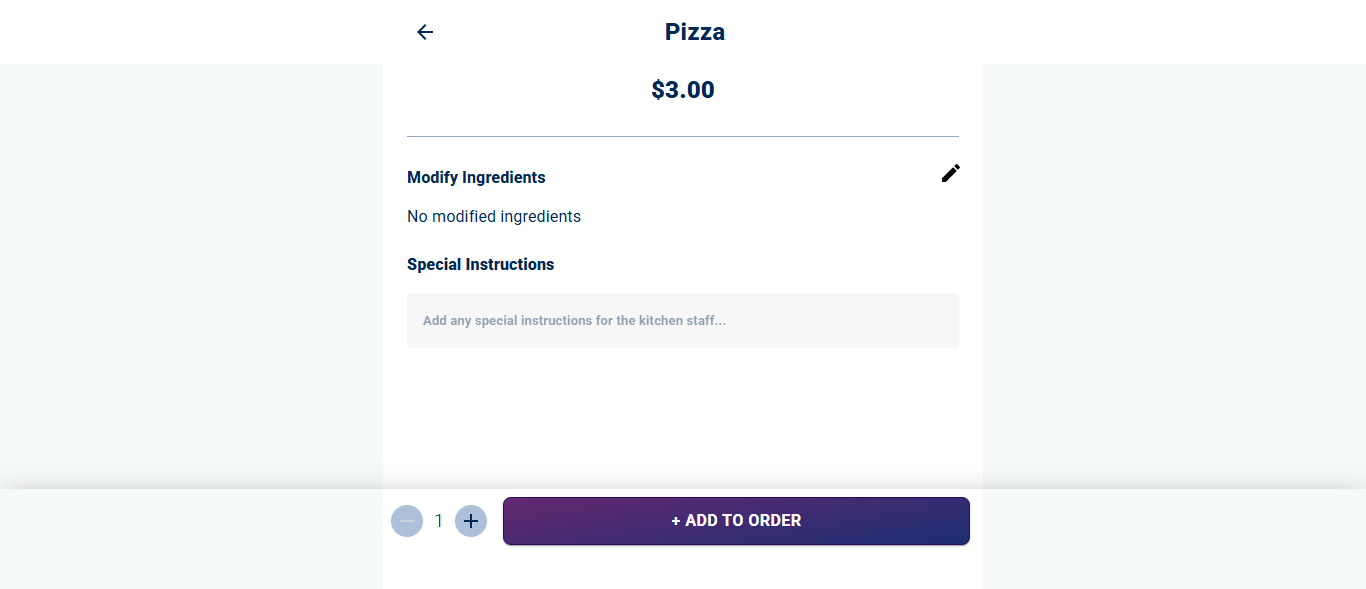 Pizza
$3.00
Modify Ingredients
No modified ingredients
Special Instructions
Add any special instructions for the kitchen staff...
1
+ ADD TO ORDER